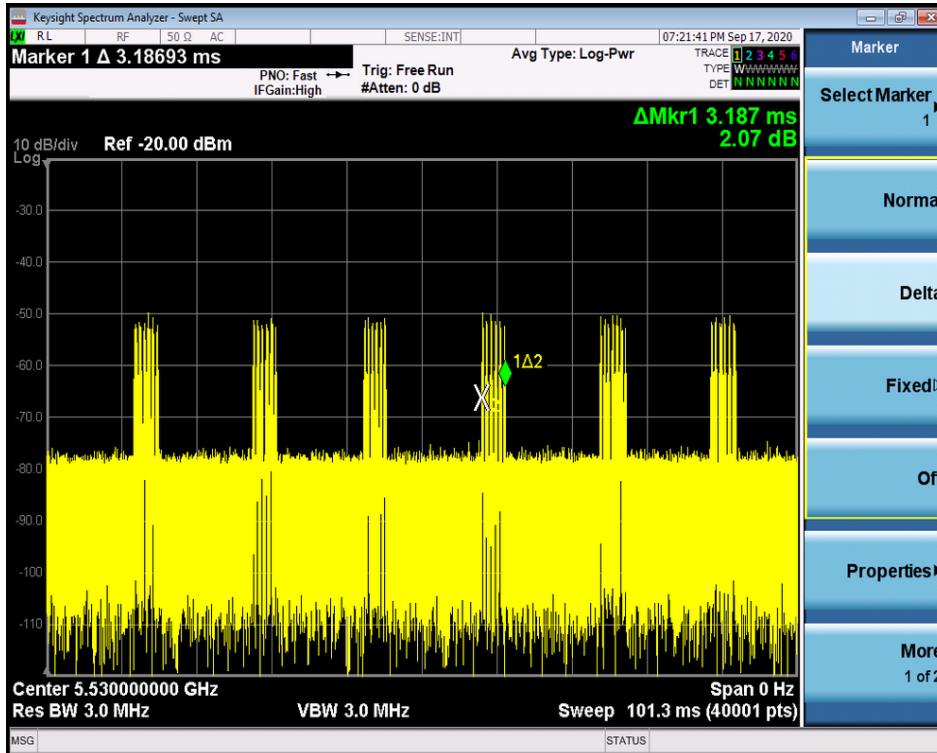 Keysight Spectrum Analyzer - Swept SA
LXI RL RF 50 Ω AC SENSE:INT 07:21:41 PM Sep 17, 2020
Marker 1 Δ 3.18693 ms
PNO: Fast
IFGain:High
Trig: Free Run
#Atten: 0 dB
Avg Type: Log-Pwr
TRACE 1 2 3 4 5 6
TYPE WWWWWW
DET N N N N N N
ΔMkr1 3.187 ms
2.07 dB
10 dB/div Ref -20.00 dBm
Log
-30.0
-40.0
-50.0
-60.0
-70.0
-80.0
-90.0
-100
-110
1Δ2
X
Center 5.530000000 GHz Span 0 Hz
Res BW 3.0 MHz VBW 3.0 MHz Sweep 101.3 ms (40001 pts)
MSG STATUS
Marker
Select Marker
1
Norma
Delta
Fixed
Of
Properties
More
1 of 2